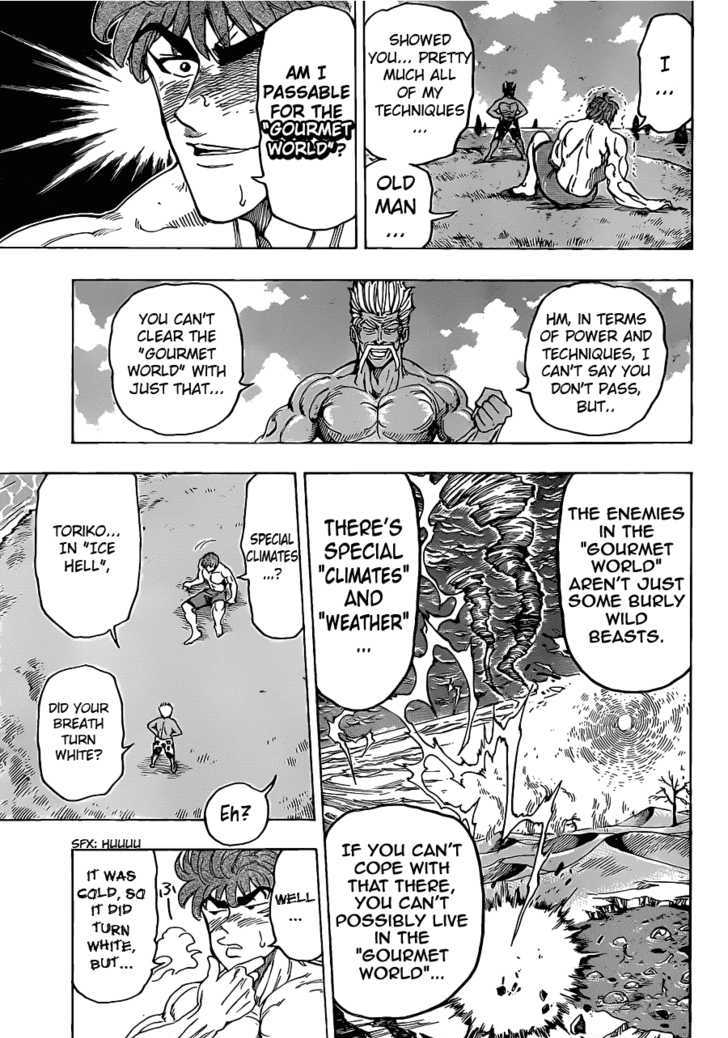 I
...
SHOWED
YOU... PRETTY
MUCH ALL
OF MY
TECHNIQUES
...
OLD
MAN
...
AM I
PASSABLE
FOR THE
"GOURMET
WORLD"?
HM, IN TERMS
OF POWER AND
TECHNIQUES, I
CAN'T SAY YOU
DON'T PASS,
BUT..
YOU CAN'T
CLEAR THE
"GOURMET
WORLD" WITH
JUST THAT...
THE ENEMIES
IN THE
"GOURMET
WORLD"
AREN'T JUST
SOME BURLY
WILD
BEASTS.
THERE'S
SPECIAL
"CLIMATES"
AND
"WEATHER"
...
IF YOU CAN'T
COPE WITH
THAT THERE,
YOU CAN'T
POSSIBLY LIVE
IN THE
"GOURMET
WORLD"...
SPECIAL
CLIMATES
...?
TORIKO...
IN "ICE
HELL",
DID YOUR
BREATH
TURN
WHITE?
Eh?
SFX: HUUUU
WELL
...
ふぅ
IT WAS
COLD, SO
IT DID
TURN
WHITE,
BUT...